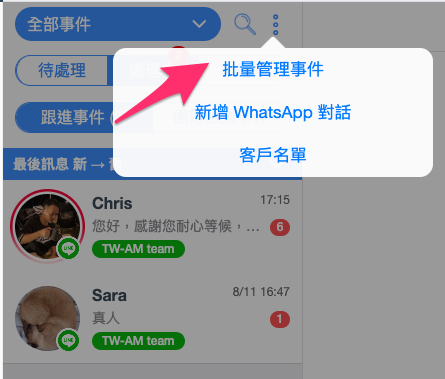 全部事件
待處理
批量管理事件
新增 WhatsApp 對話
客戶名單
跟進事件
最後訊息 新 → 舊
Chris
17:15
您好，感謝您耐心等候，...
6
LINE
TW-AM team
Sara
8/11 16:47
真人
1
LINE
TW-AM team